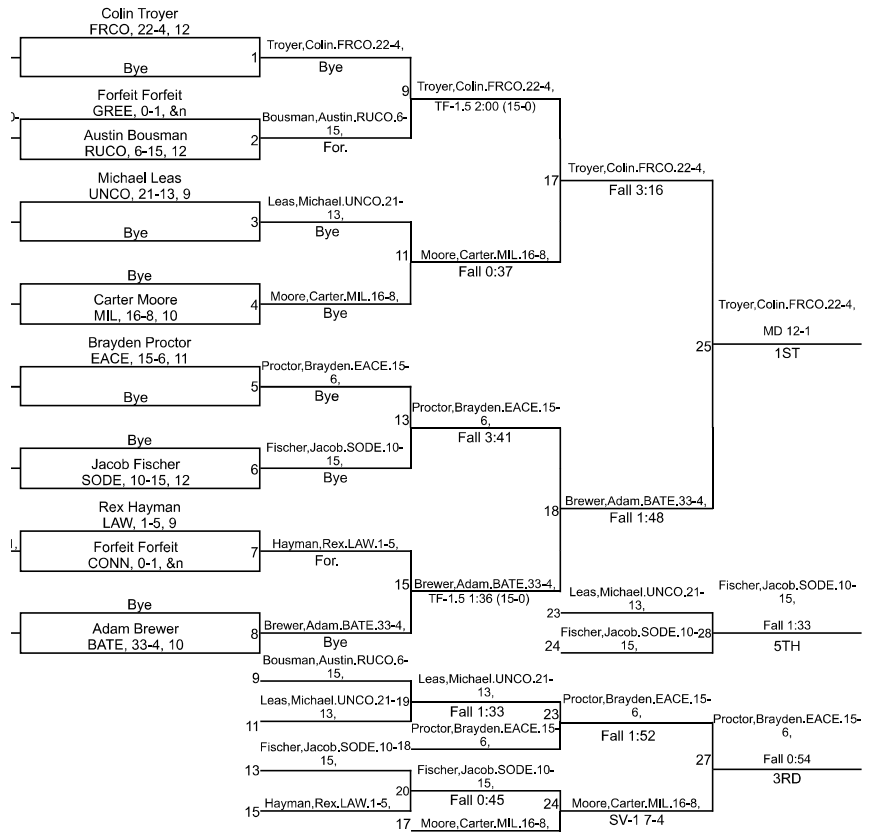 Colin Troyer
FRCO, 22-4, 12
1
Bye
Troyer,Colin.FRCO.22-4,
Bye
Forfeit Forfeit
GREE, 0-1, &n
2
Austin Bousman
RUCO, 6-15, 12
Bousman,Austin.RUCO.6-
15,
For.
9
Troyer,Colin.FRCO.22-4,
TF-1.5 2:00 (15-0)
Michael Leas
UNCO, 21-13, 9
3
Bye
Leas,Michael.UNCO.21-
13,
Bye
Bye
4
Carter Moore
MIL, 16-8, 10
Moore,Carter.MIL.16-8,
Bye
11
Moore,Carter.MIL.16-8,
Fall 0:37
17
Troyer,Colin.FRCO.22-4,
Fall 3:16
Brayden Proctor
EACE, 15-6, 11
5
Bye
Proctor,Brayden.EACE.15-
6,
Bye
Bye
6
Jacob Fischer
SODE, 10-15, 12
Fischer,Jacob.SODE.10-
15,
Bye
13
Proctor,Brayden.EACE.15-
6,
Fall 3:41
Rex Hayman
LAW, 1-5, 9
7
Forfeit Forfeit
CONN, 0-1, &n
Hayman,Rex.LAW.1-5,
For.
Bye
8
Adam Brewer
BATE, 33-4, 10
Brewer,Adam.BATE.33-4,
Bye
15
Brewer,Adam.BATE.33-4,
TF-1.5 1:36 (15-0)
18
Brewer,Adam.BATE.33-4,
Fall 1:48
25
Troyer,Colin.FRCO.22-4,
MD 12-1
1ST
23
Leas,Michael.UNCO.21-
13,
24
Fischer,Jacob.SODE.10-
15,
28
Fischer,Jacob.SODE.10-
15,
Fall 1:33
5TH
9
Bousman,Austin.RUCO.6-
15,
11
Leas,Michael.UNCO.21-
13,
19
Leas,Michael.UNCO.21-
13,
Fall 1:33
18
Proctor,Brayden.EACE.15-
6,
23
Proctor,Brayden.EACE.15-
6,
Fall 1:52
13
Fischer,Jacob.SODE.10-
15,
15
Hayman,Rex.LAW.1-5,
20
Fischer,Jacob.SODE.10-
15,
Fall 0:45
17
Moore,Carter.MIL.16-8,
24
Moore,Carter.MIL.16-8,
SV-1 7-4
27
Proctor,Brayden.EACE.15-
6,
Fall 0:54
3RD